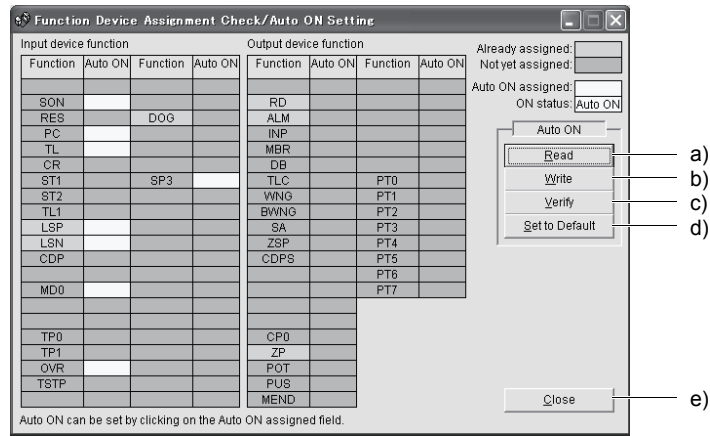 Function Device Assignment Check/Auto ON Setting
Input device function
Output device function
Already assigned:
Not yet assigned:
Function Auto ON Function Auto ON
Function Auto ON Function Auto ON
Auto ON assigned:
ON status: Auto ON
SON RD
RES DOG ALM
PC INP
TL MBR
CR DB
ST1 SP3 TLC PT0
ST2 WNG PT1
TL1 BWNG PT2
LSP SA PT3
LSN ZSP PT4
CDP CDPS PT5
PT6
MD0 PT7
TP0 CP0
TP1 ZP
OVR POT
TSTP PUS
MEND
Auto ON
Read a)
Write b)
Verify c)
Set to Default d)
Close e)
Auto ON can be set by clicking on the Auto ON assigned field.